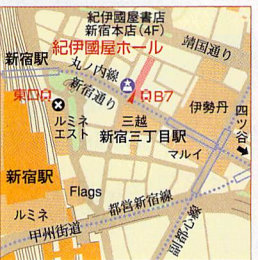 紀伊國屋書店
新宿本店(4F)
紀伊國屋ホール
靖国通り
新宿駅
丸ノ内線
新宿通り
東口
B7
伊勢丹
四ツ谷
ルミネ
エスト
三越
新宿三丁目駅
マルイ
新宿駅
Flags
ルミネ
都営新宿線
甲州街道
副都心線